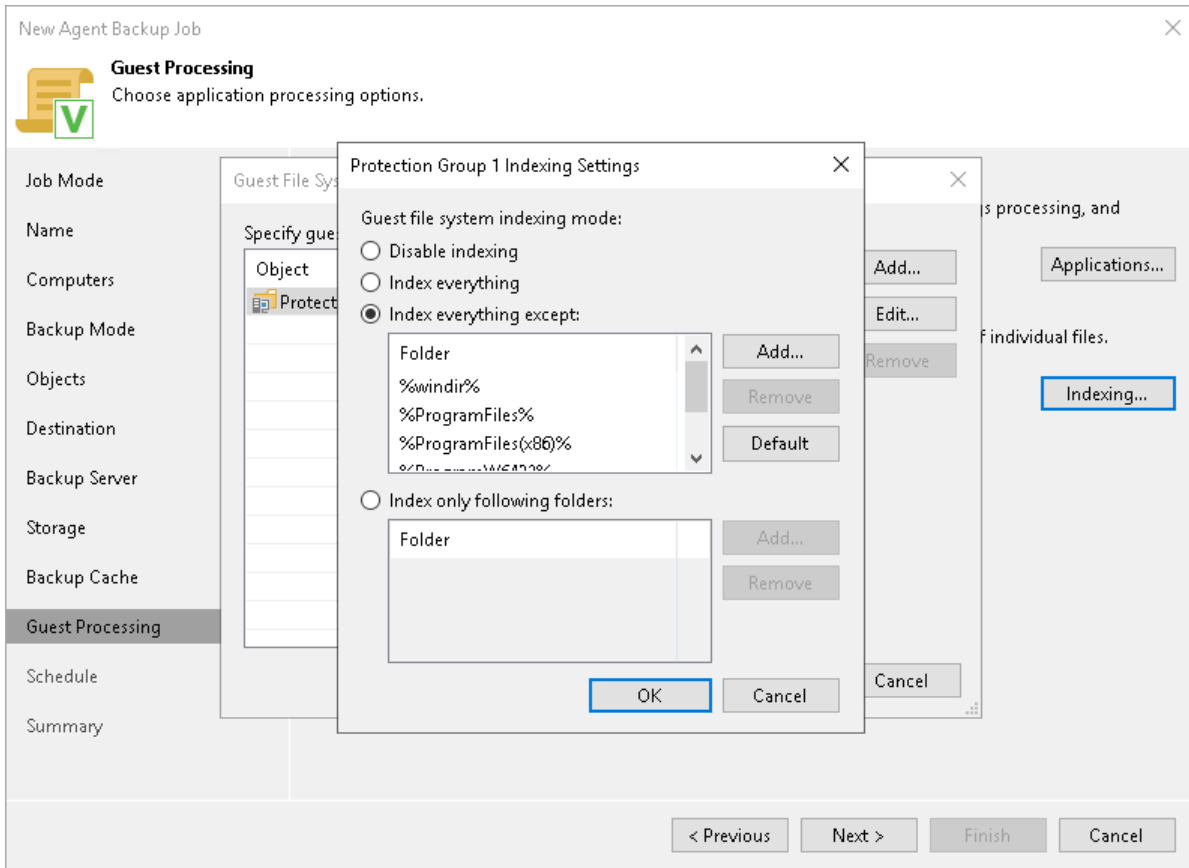 New Agent Backup Job
Guest Processing
Choose application processing options.
Job Mode
Name
Computers
Backup Mode
Objects
Destination
Backup Server
Storage
Backup Cache
Guest Processing
Schedule
Summary
Guest File Sys
Specify gue
Object
Protect
Add...
Edit...
Remove
Cancel
gs processing, and
Applications...
f individual files.
Indexing...
Protection Group 1 Indexing Settings
Guest file system indexing mode:
Disable indexing
Index everything
Index everything except:
Folder
%windir%
%ProgramFiles%
%ProgramFiles(x86)%
Add...
Remove
Default
Index only following folders:
Folder
Add...
Remove
OK Cancel
< Previous Next > Finish Cancel